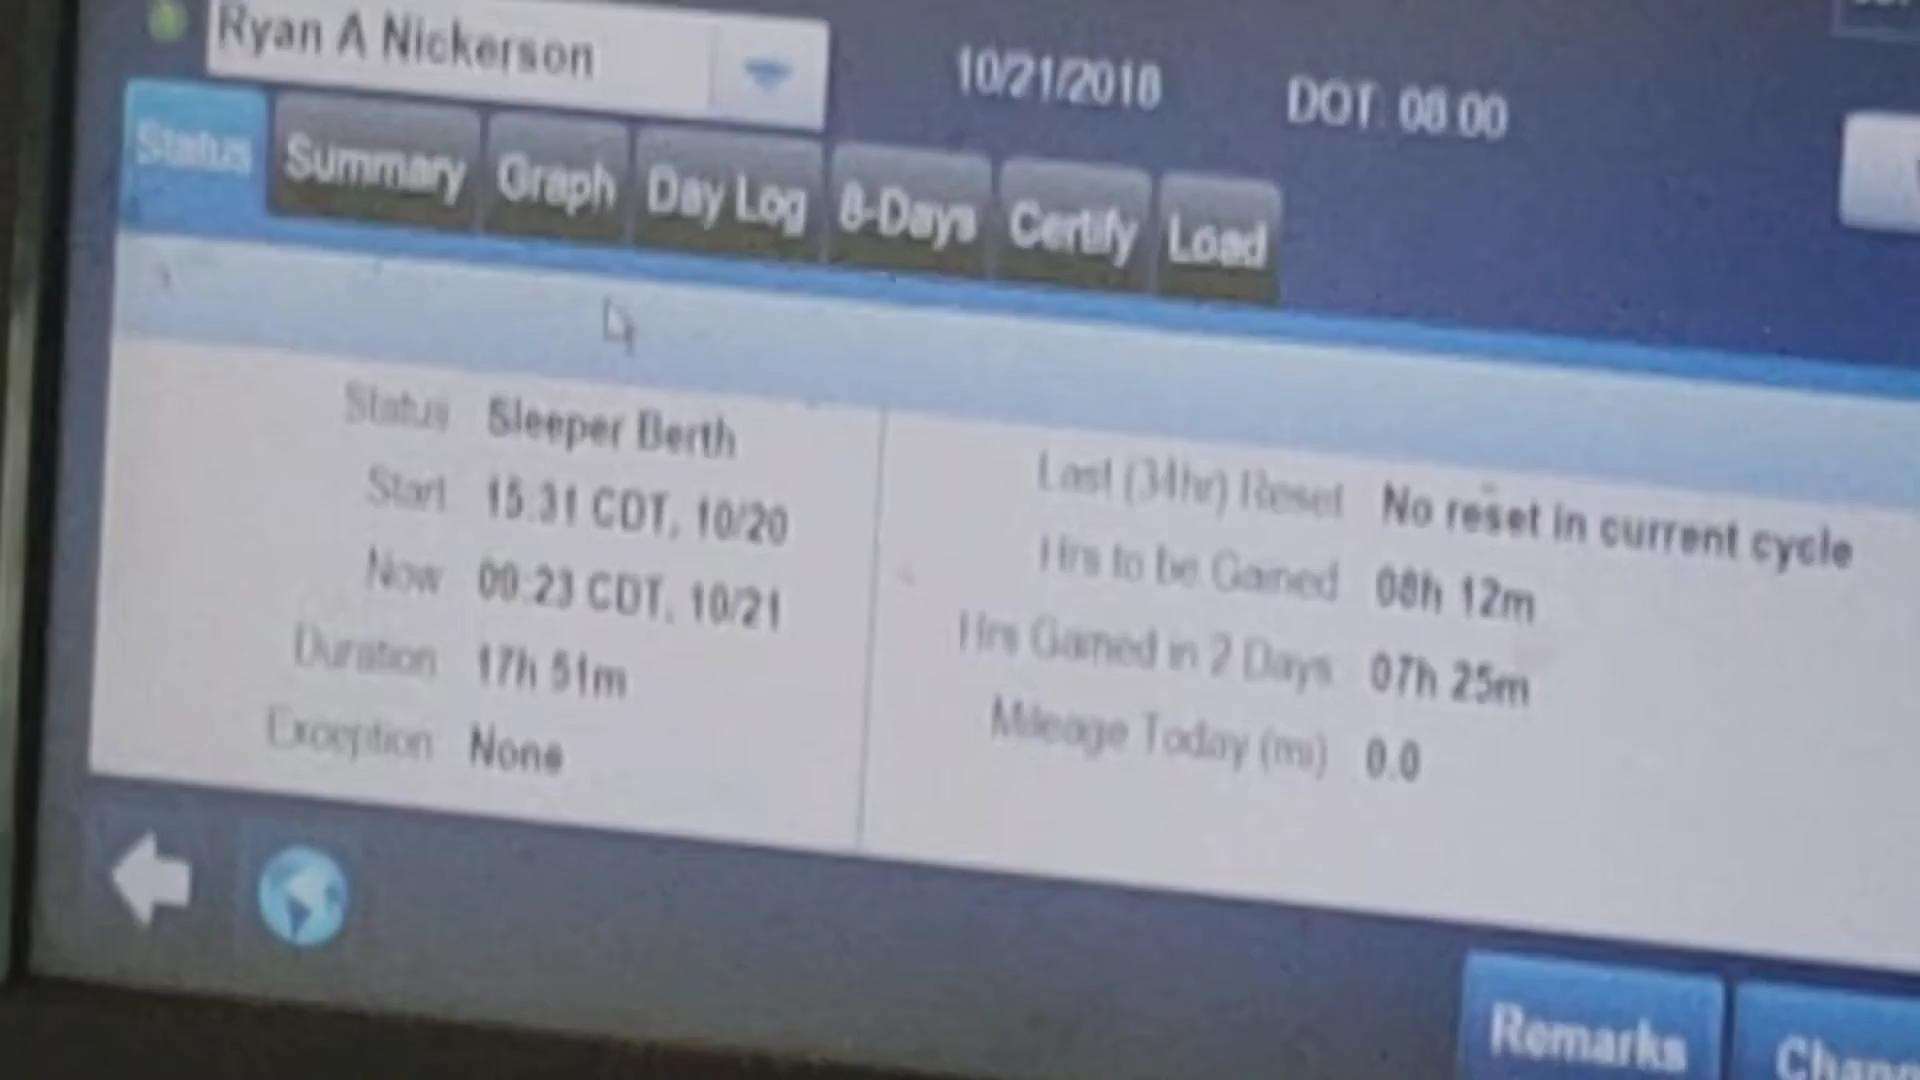 Ryan A Nickerson
10/21/2018
DOT: 08:00
Status Summary Graph Day Log 8-Days Certify Load
Status Sleeper Berth
Start 15:31 CDT, 10/20
Now 09:23 CDT, 10/21
Duration 17h 51m
Exception None
Last (34hr) Reset No reset in current cycle
Hrs to be Gained 08h 12m
Hrs Gained in 2 Days 07h 25m
Mileage Today (mi) 0.0
Remarks